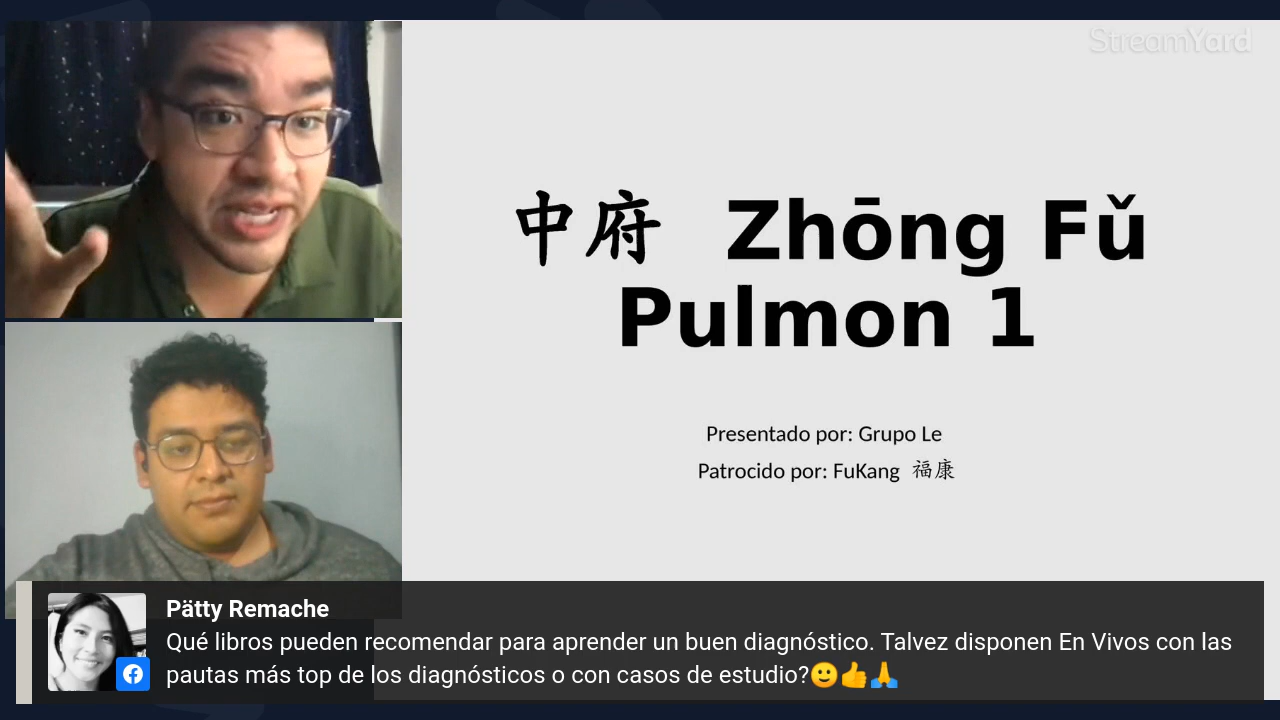 StreamYard
中府 Zhōng Fǔ
Pulmon 1
Presentado por: Grupo Le
Patrocido por: FuKang 福康
Pätty Remache
Qué libros pueden recomendar para aprender un buen diagnóstico. Talvez disponen En Vivos con las
pautas más top de los diagnósticos o con casos de estudio?🙂👍🙏